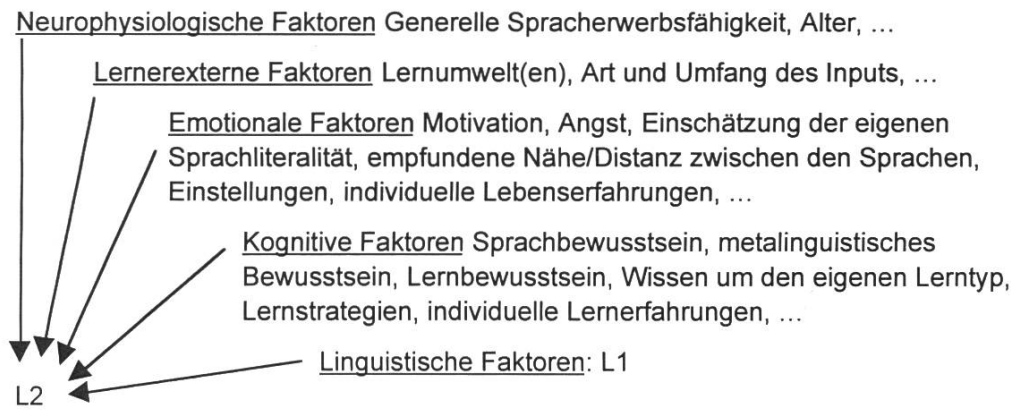 Neurophysiologische Faktoren Generelle Spracherwerbsfähigkeit, Alter, …
Lernerexterne Faktoren Lernumwelt(en), Art und Umfang des Inputs, …
Emotionale Faktoren Motivation, Angst, Einschätzung der eigenen
Sprachliteralität, empfundene Nähe/Distanz zwischen den Sprachen,
Einstellungen, individuelle Lebenserfahrungen, …
Kognitive Faktoren Sprachbewusstsein, metalinguistisches
Bewusstsein, Lernbewusstsein, Wissen um den eigenen Lerntyp,
Lernstrategien, individuelle Lernerfahrungen, …
Linguistische Faktoren: L1
L2